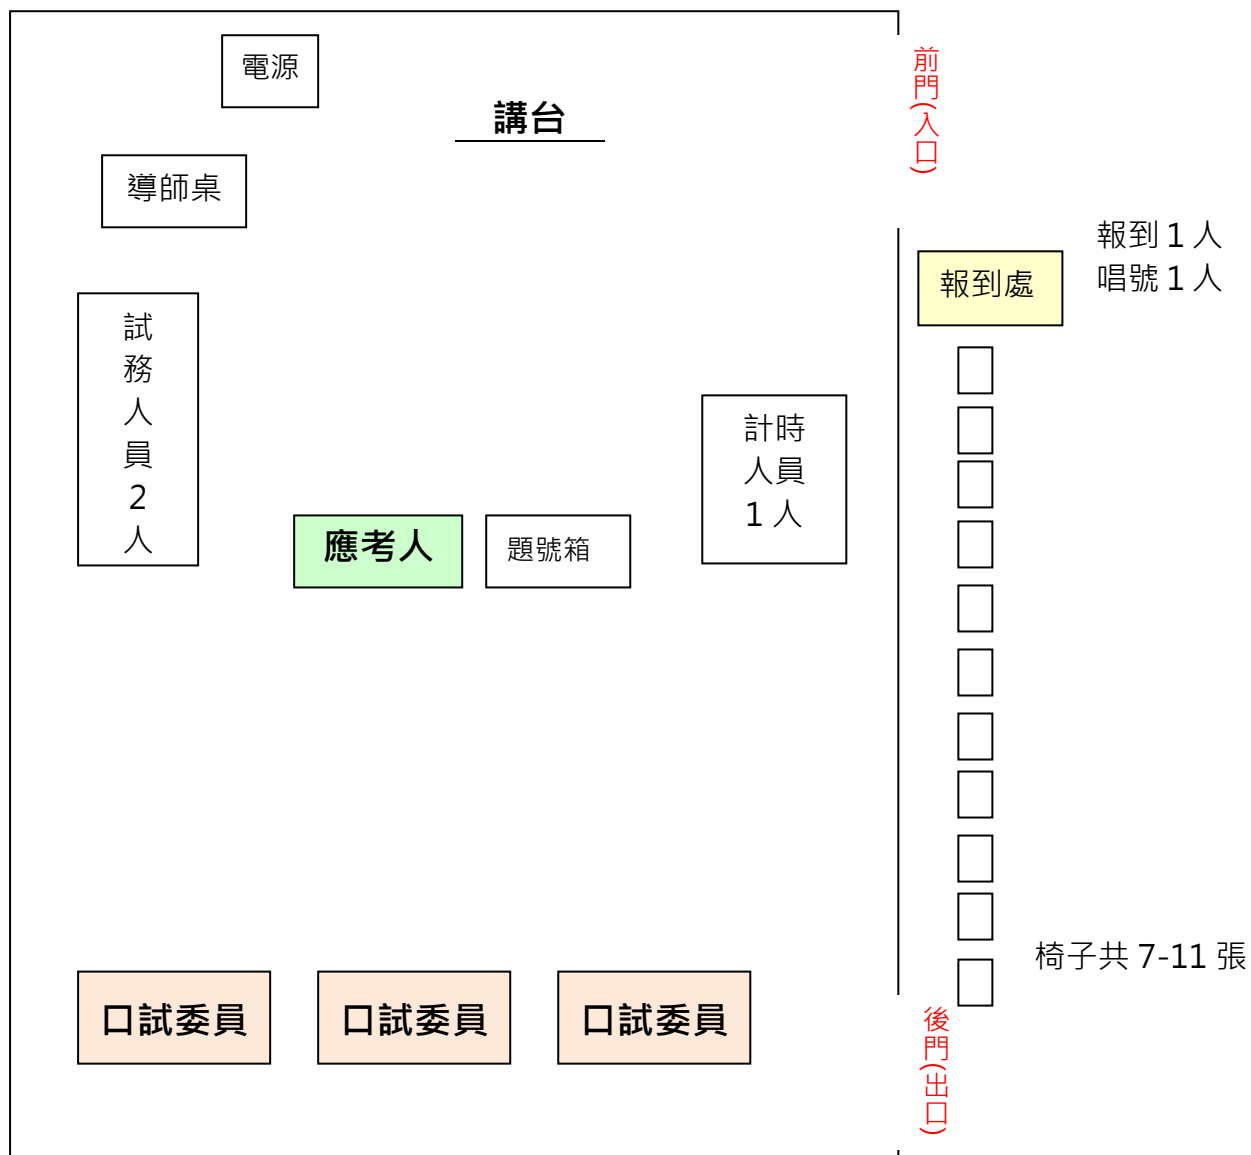 電源
前門(入口)
講台
導師桌
報到 1 人
唱號 1 人
報到處
試務人員2人
計時
人員
1 人
應考人
題號箱
椅子共 7-11 張
口試委員
口試委員
口試委員
後門(出口)